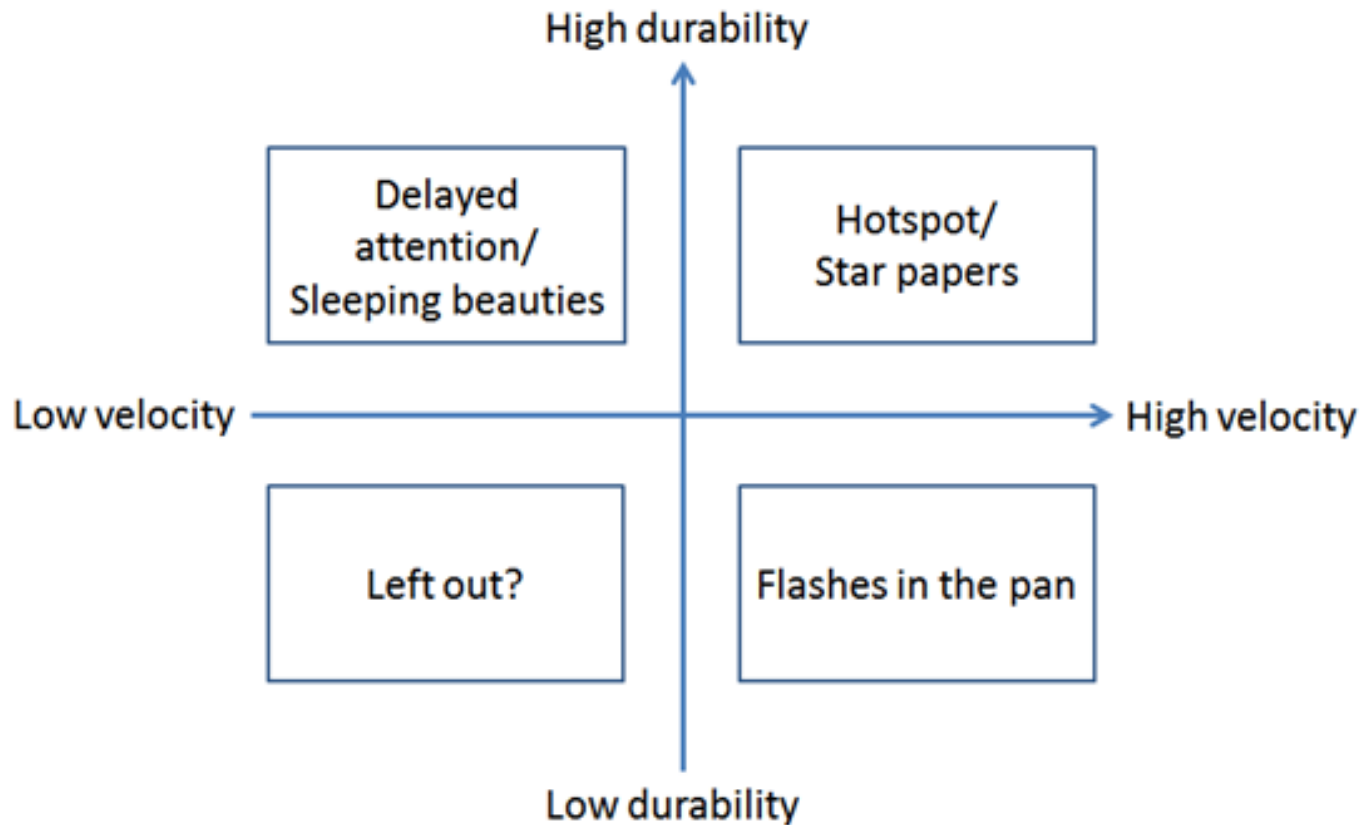 High durability
Delayed
attention/
Sleeping beauties
Hotspot/
Star papers
Low velocity
High velocity
Left out?
Flashes in the pan
Low durability